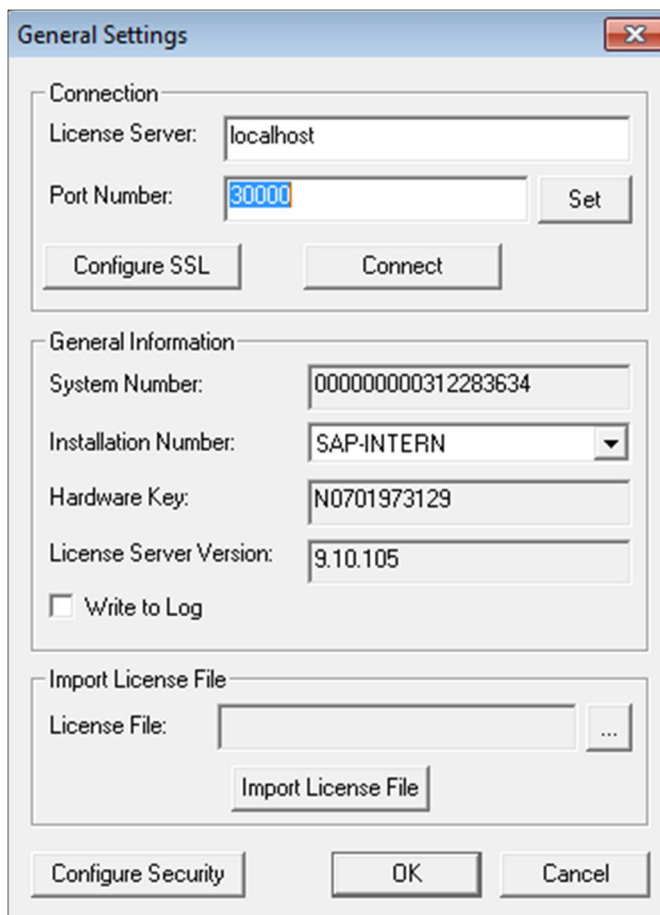 General Settings
Connection
License Server: localhost
Port Number: 30000 Set
Configure SSL Connect
General Information
System Number: 000000000312283634
Installation Number: SAP-INTERN
Hardware Key: N0701973129
License Server Version: 9.10.105
Write to Log
Import License File
License File: ...
Import License File
Configure Security OK Cancel